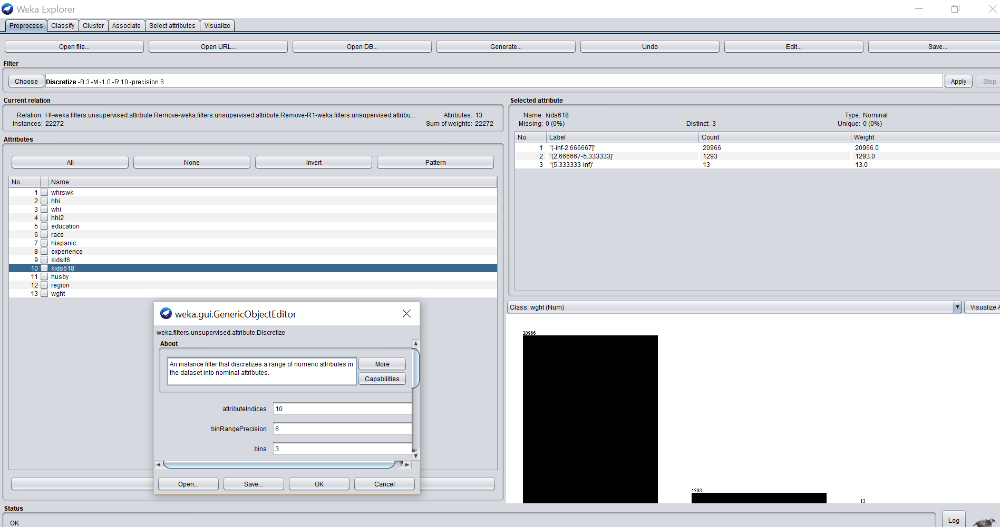 Weka Explorer
Preprocess Classify Cluster Associate Select attributes Visualize
Open file... Open URL... Open DB... Generate... Undo Edit... Save...
Filter
Choose Discretize -B 3 -M -1.0 -R 10 -precision 6 Apply Stop
Current relation
Relation: HI-weka.filters.unsupervised.attribute.Remove-weka.filters.unsupervised.attribute.Remove-R1-weka.filters.unsupervised.attribu... Attributes: 13
Instances: 22272 Sum of weights: 22272
Attributes
All None Invert Pattern
No. Name
1 whrswk
2 hhi
3 whi
4 hhi2
5 education
6 race
7 hispanic
8 experience
9 kidslt6
10 kids618
11 husby
12 region
13 wght
Selected attribute
Name: kids618 Type: Nominal
Missing: 0 (0%) Distinct: 3 Unique: 0 (0%)
No. Label Count Weight
1 '(-inf-2.666667]' 20966 20966.0
2 '(2.666667-5.333333]' 1293 1293.0
3 '(5.333333-inf)' 13 13.0
Class: wght (Num) Visualize A
20966
1293
13
weka.gui.GenericObjectEditor
weka.filters.unsupervised.attribute.Discretize
About
An instance filter that discretizes a range of numeric attributes in
the dataset into nominal attributes.
More
Capabilities
attributeIndices 10
binRangePrecision 6
bins 3
Open... Save... OK Cancel
Status
OK
Log